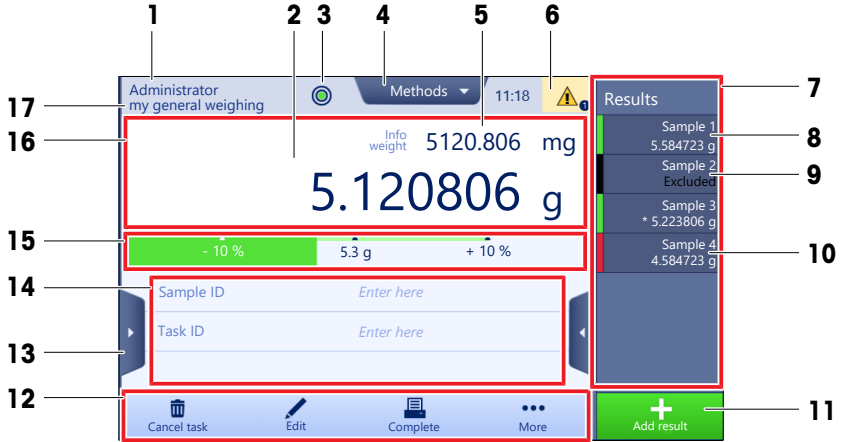 1
2
3
4
5
6
Administrator
my general weighing
Methods
11:18
1
Results
7
17
16
Info
weight
5120.806 mg
5.120806 g
Sample 1
5.584723 g
8
Sample 2
Excluded
9
Sample 3
* 5.223806 g
15
- 10 %
5.3 g
+ 10 %
Sample 4
4.584723 g
10
14
Sample ID
Enter here
Task ID
Enter here
13
12
Cancel task
Edit
Complete
More
Add result
11